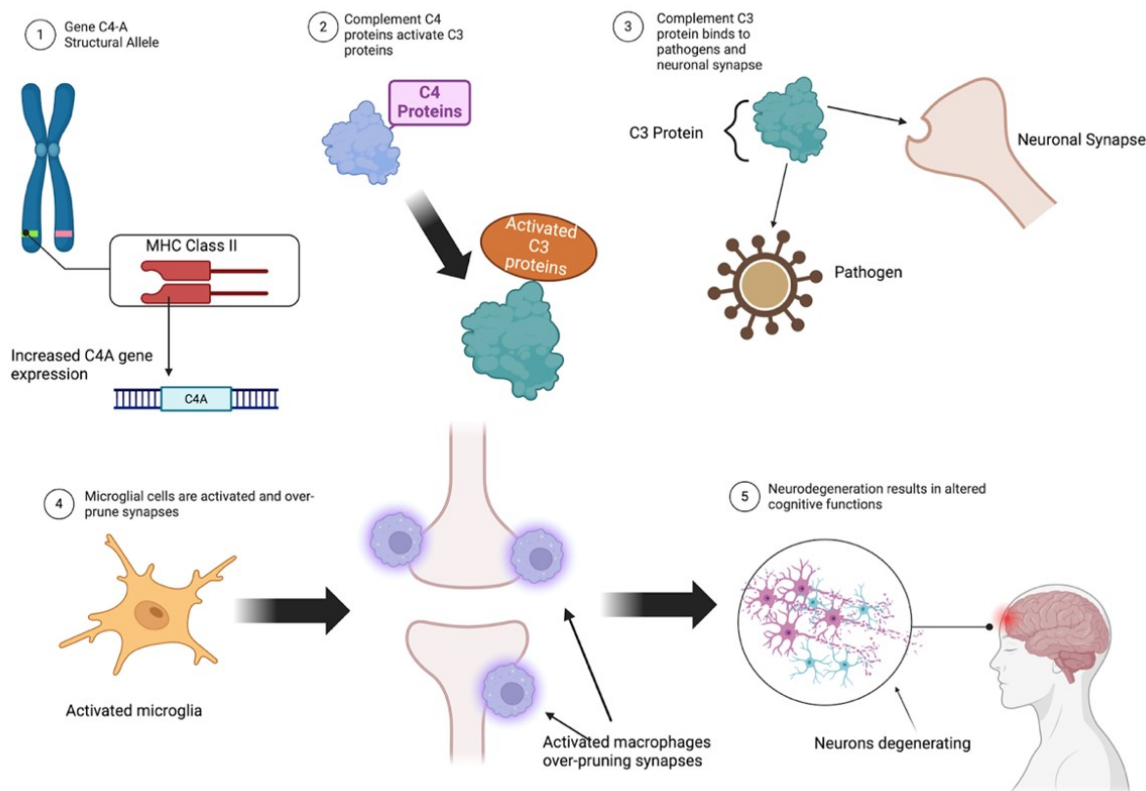 1
Gene C4-A
Structural Allele
MHC Class II
Increased C4A gene
expression
C4A
2
Complement C4
proteins activate C3
proteins
C4
Proteins
Activated
C3
proteins
3
Complement C3
protein binds to
pathogens and
neuronal synapse
C3 Protein
Neuronal Synapse
Pathogen
4
Microglial cells are activated and over-
prune synapses
Activated microglia
Activated macrophages
over-pruning synapses
5
Neurodegeneration results in altered
cognitive functions
Neurons degenerating